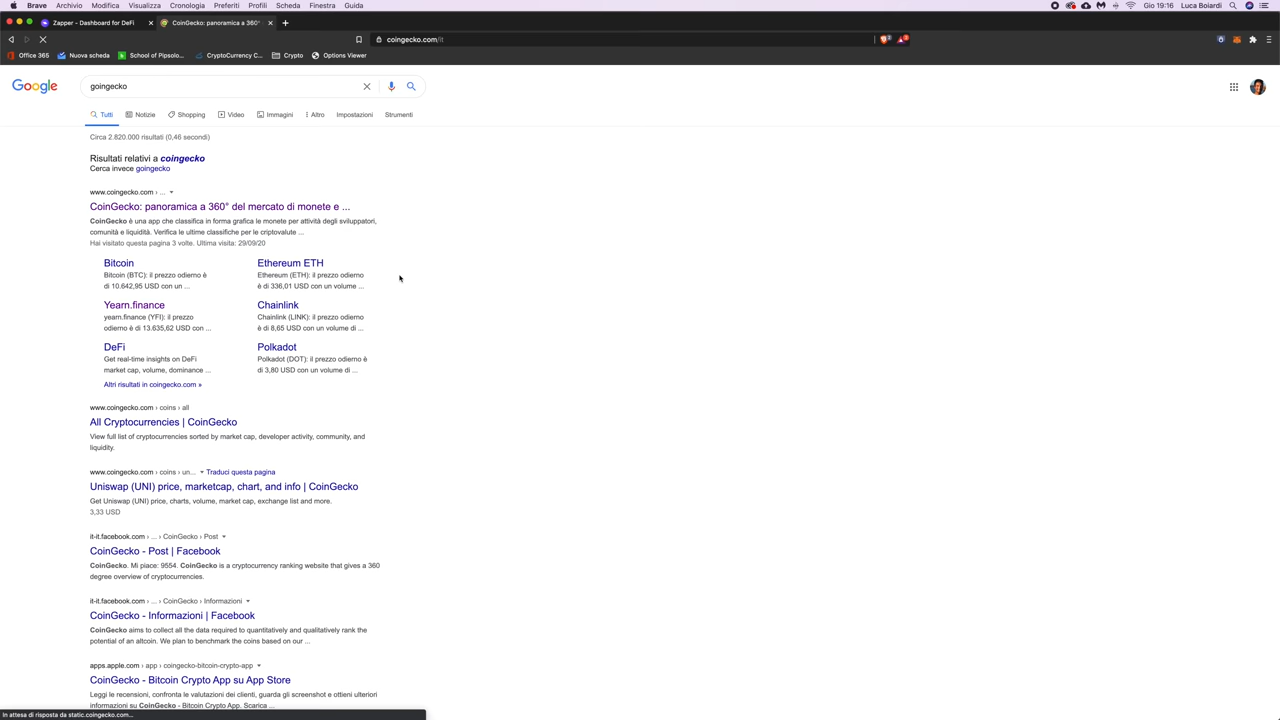 Brave Archivio Modifica Visualizza Cronologia Preferiti Profili Scheda Finestra Guida Gio 19:16 Luca Boiardi
Zapper - Dashboard for DeFi CoinGecko: panoramica a 360°
coingecko.com/it
Office 365 Nuova scheda School of Pipsolo... CryptoCurrency C... Crypto Options Viewer
Google goingecko
Tutti Notizie Shopping Video Immagini Altro Impostazioni Strumenti
Circa 2.820.000 risultati (0,46 secondi)
Risultati relativi a coingecko
Cerca invece goingecko
www.coingecko.com › ...
CoinGecko: panoramica a 360° del mercato di monete e ...
CoinGecko è una app che classifica in forma grafica le monete per attività degli sviluppatori,
comunità e liquidità. Verifica le ultime classifiche per le criptovalute ...
Hai visitato questa pagina 3 volte. Ultima visita: 29/09/20
Bitcoin
Bitcoin (BTC): il prezzo odierno è
di 10.642,95 USD con un ...
Ethereum ETH
Ethereum (ETH): il prezzo odierno
è di 336,01 USD con un volume ...
Yearn.finance
yearn.finance (YFI): il prezzo
odierno è di 13.635,62 USD con ...
Chainlink
Chainlink (LINK): il prezzo odierno
è di 8,65 USD con un volume di ...
DeFi
Get real-time insights on DeFi
market cap, volume, dominance ...
Polkadot
Polkadot (DOT): il prezzo odierno è
di 3,80 USD con un volume di ...
Altri risultati in coingecko.com »
www.coingecko.com › coins › all
All Cryptocurrencies | CoinGecko
View full list of cryptocurrencies sorted by market cap, developer activity, community, and
liquidity.
www.coingecko.com › coins › un... Traduci questa pagina
Uniswap (UNI) price, marketcap, chart, and info | CoinGecko
Get Uniswap (UNI) price, charts, volume, market cap, exchange list and more.
3,33 USD
it-it.facebook.com › ... › CoinGecko › Post
CoinGecko - Post | Facebook
CoinGecko. Mi piace: 9554. CoinGecko is a cryptocurrency ranking website that gives a 360
degree overview of cryptocurrencies.
it-it.facebook.com › ... › CoinGecko › Informazioni
CoinGecko - Informazioni | Facebook
CoinGecko aims to collect all the data required to quantitatively and qualitatively rank the
potential of an altcoin. We plan to benchmark the coins based on our ...
apps.apple.com › app › coingecko-bitcoin-crypto-app
CoinGecko - Bitcoin Crypto App su App Store
Leggi le recensioni, confronta le valutazioni dei clienti, guarda gli screenshot e ottieni ulteriori
informazioni su CoinGecko - Bitcoin Crypto App. Scarica ...
In attesa di risposta da static.coingecko.com...